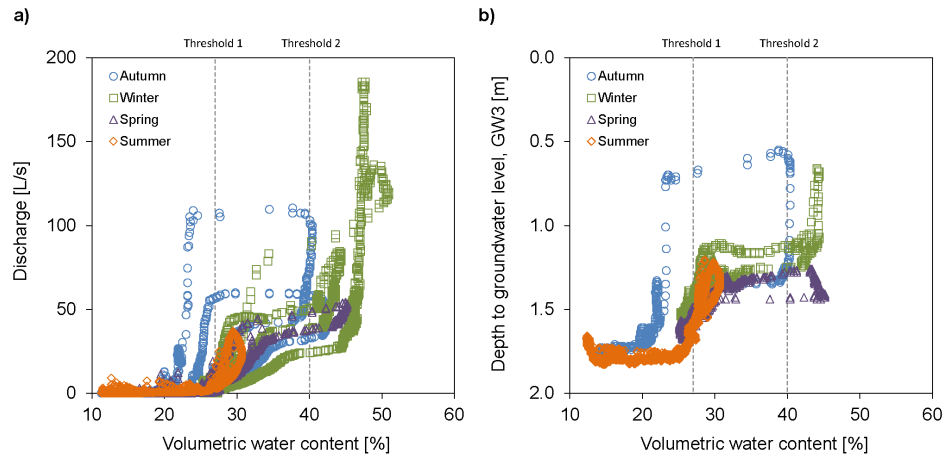 a)
Threshold 1
Threshold 2
200
150
100
50
0
Discharge [L/s]
Autumn
Winter
Spring
Summer
10
20
30
40
50
60
Volumetric water content [%]
b)
Threshold 1
Threshold 2
0.0
0.5
1.0
1.5
2.0
Depth to groundwater level, GW3 [m]
Autumn
Winter
Spring
Summer
10
20
30
40
50
60
Volumetric water content [%]